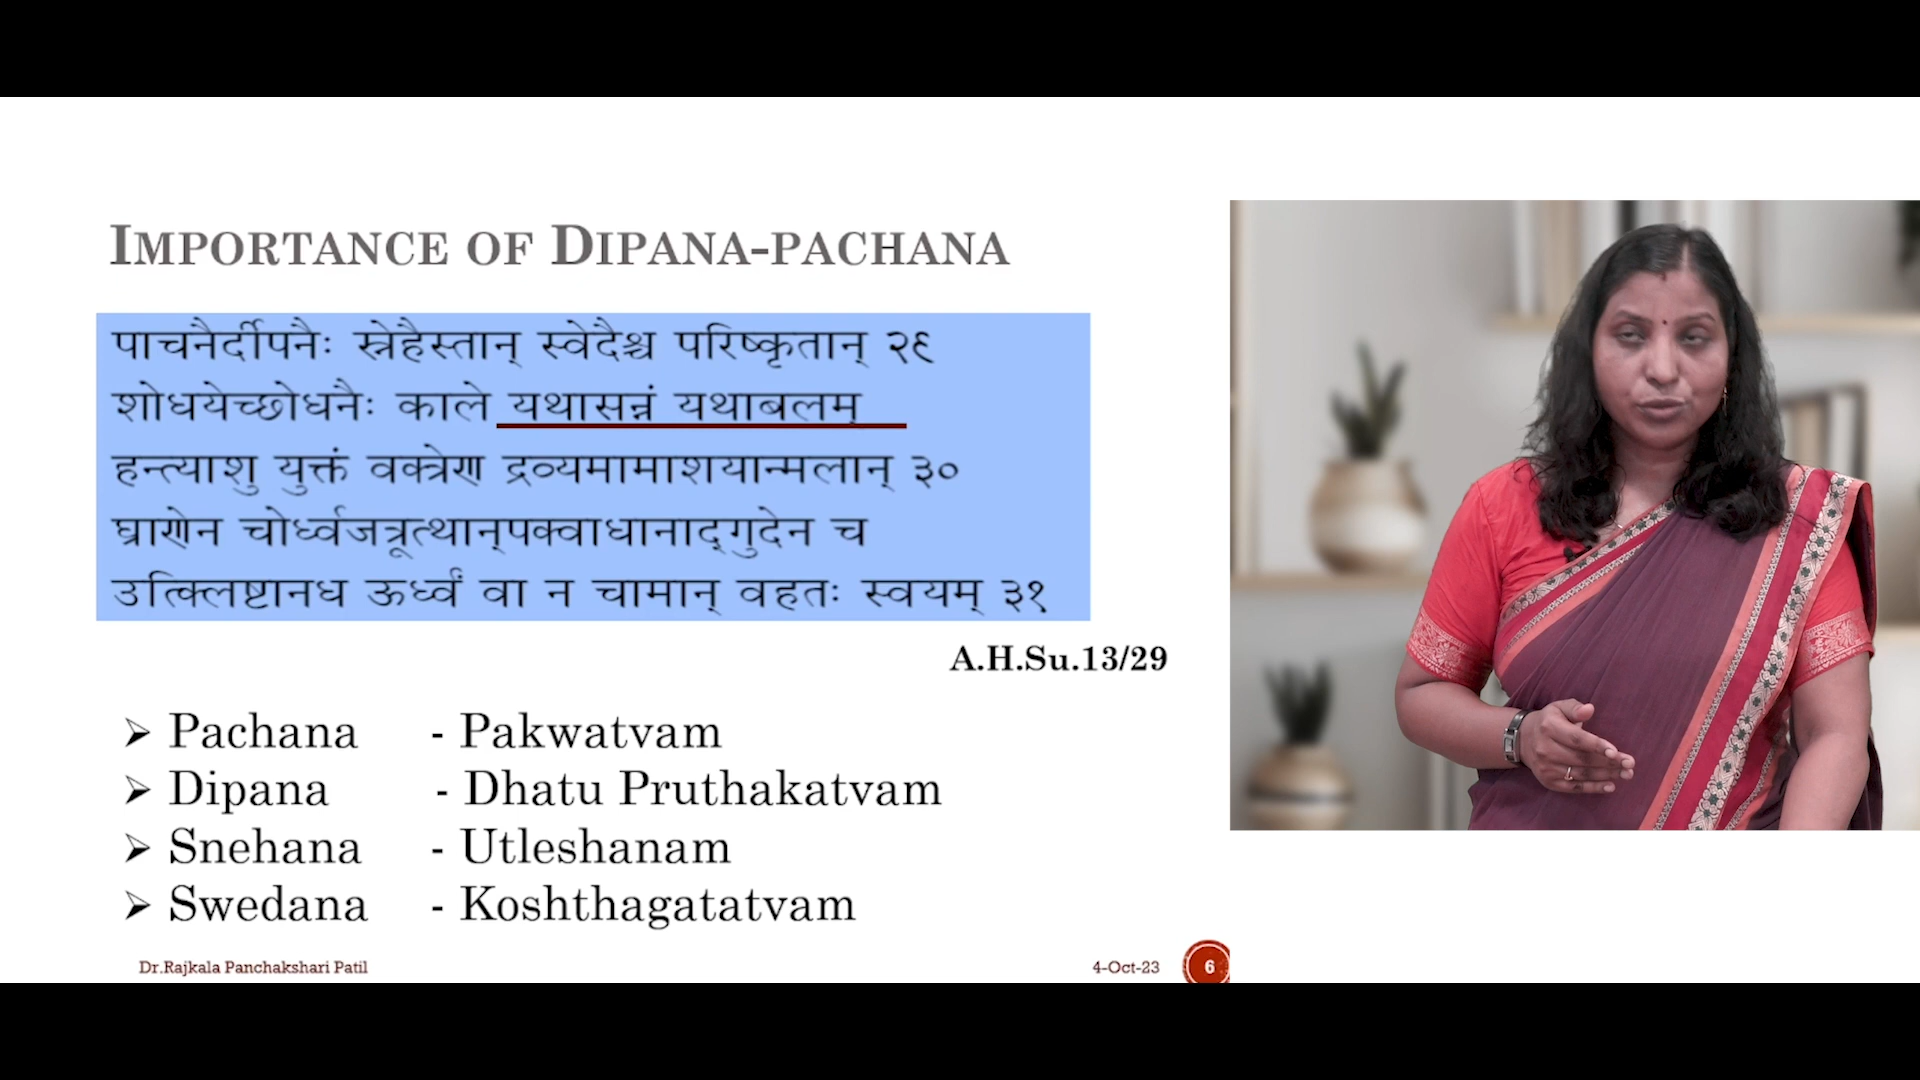 IMPORTANCE OF DIPANA-PACHANA
पाचनैर्दीपनैः स्नेहैस्तान् स्वेदैश्च परिष्कृतान् २९
शोधयेच्छोधनैः काले यथासन्नं यथाबलम्
हन्त्याशु युक्तं वक्त्रेण द्रव्यमामाशयान्मलान् ३०
घ्राणेन चोर्ध्वजत्रूत्थान्पक्वाधानाद्गुदेन च
उत्क्लिष्टानध ऊर्ध्वं वा न चामान् वहतः स्वयम् ३१
A.H.Su.13/29
➢ Pachana - Pakwatvam
➢ Dipana - Dhatu Pruthakatvam
➢ Snehana - Utleshanam
➢ Swedana - Koshthagatatvam
Dr.Rajkala Panchakshari Patil 4-Oct-23 6